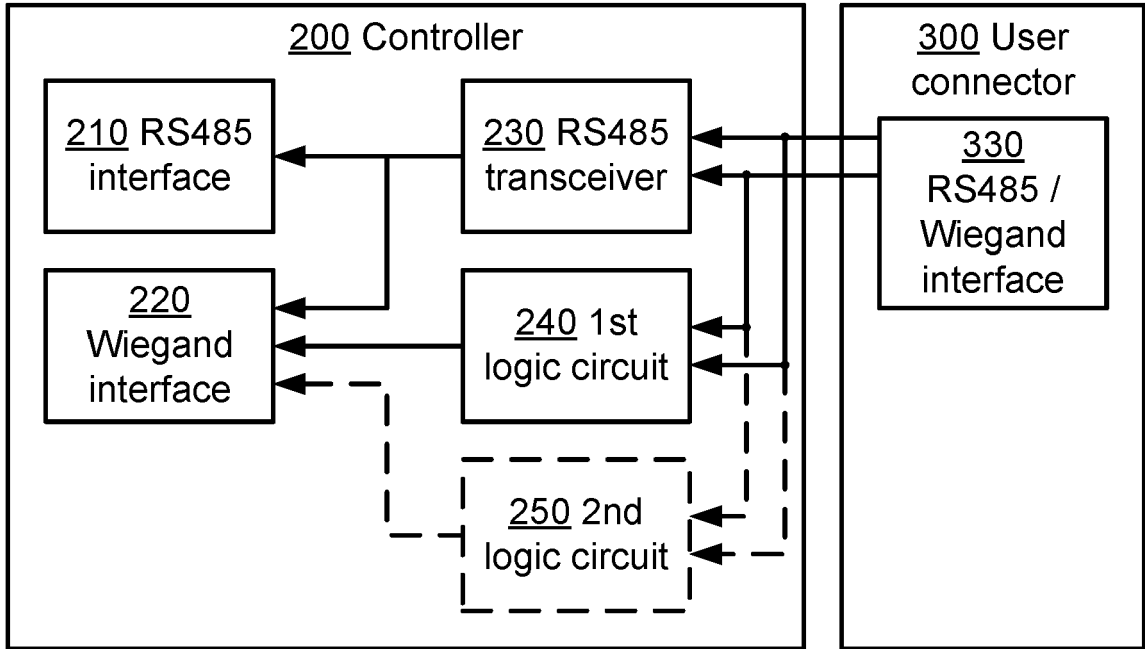 200 Controller
210 RS485
interface
230 RS485
transceiver
220
Wiegand
interface
240 1st
logic circuit
250 2nd
logic circuit
300 User
connector
330
RS485 /
Wiegand
interface